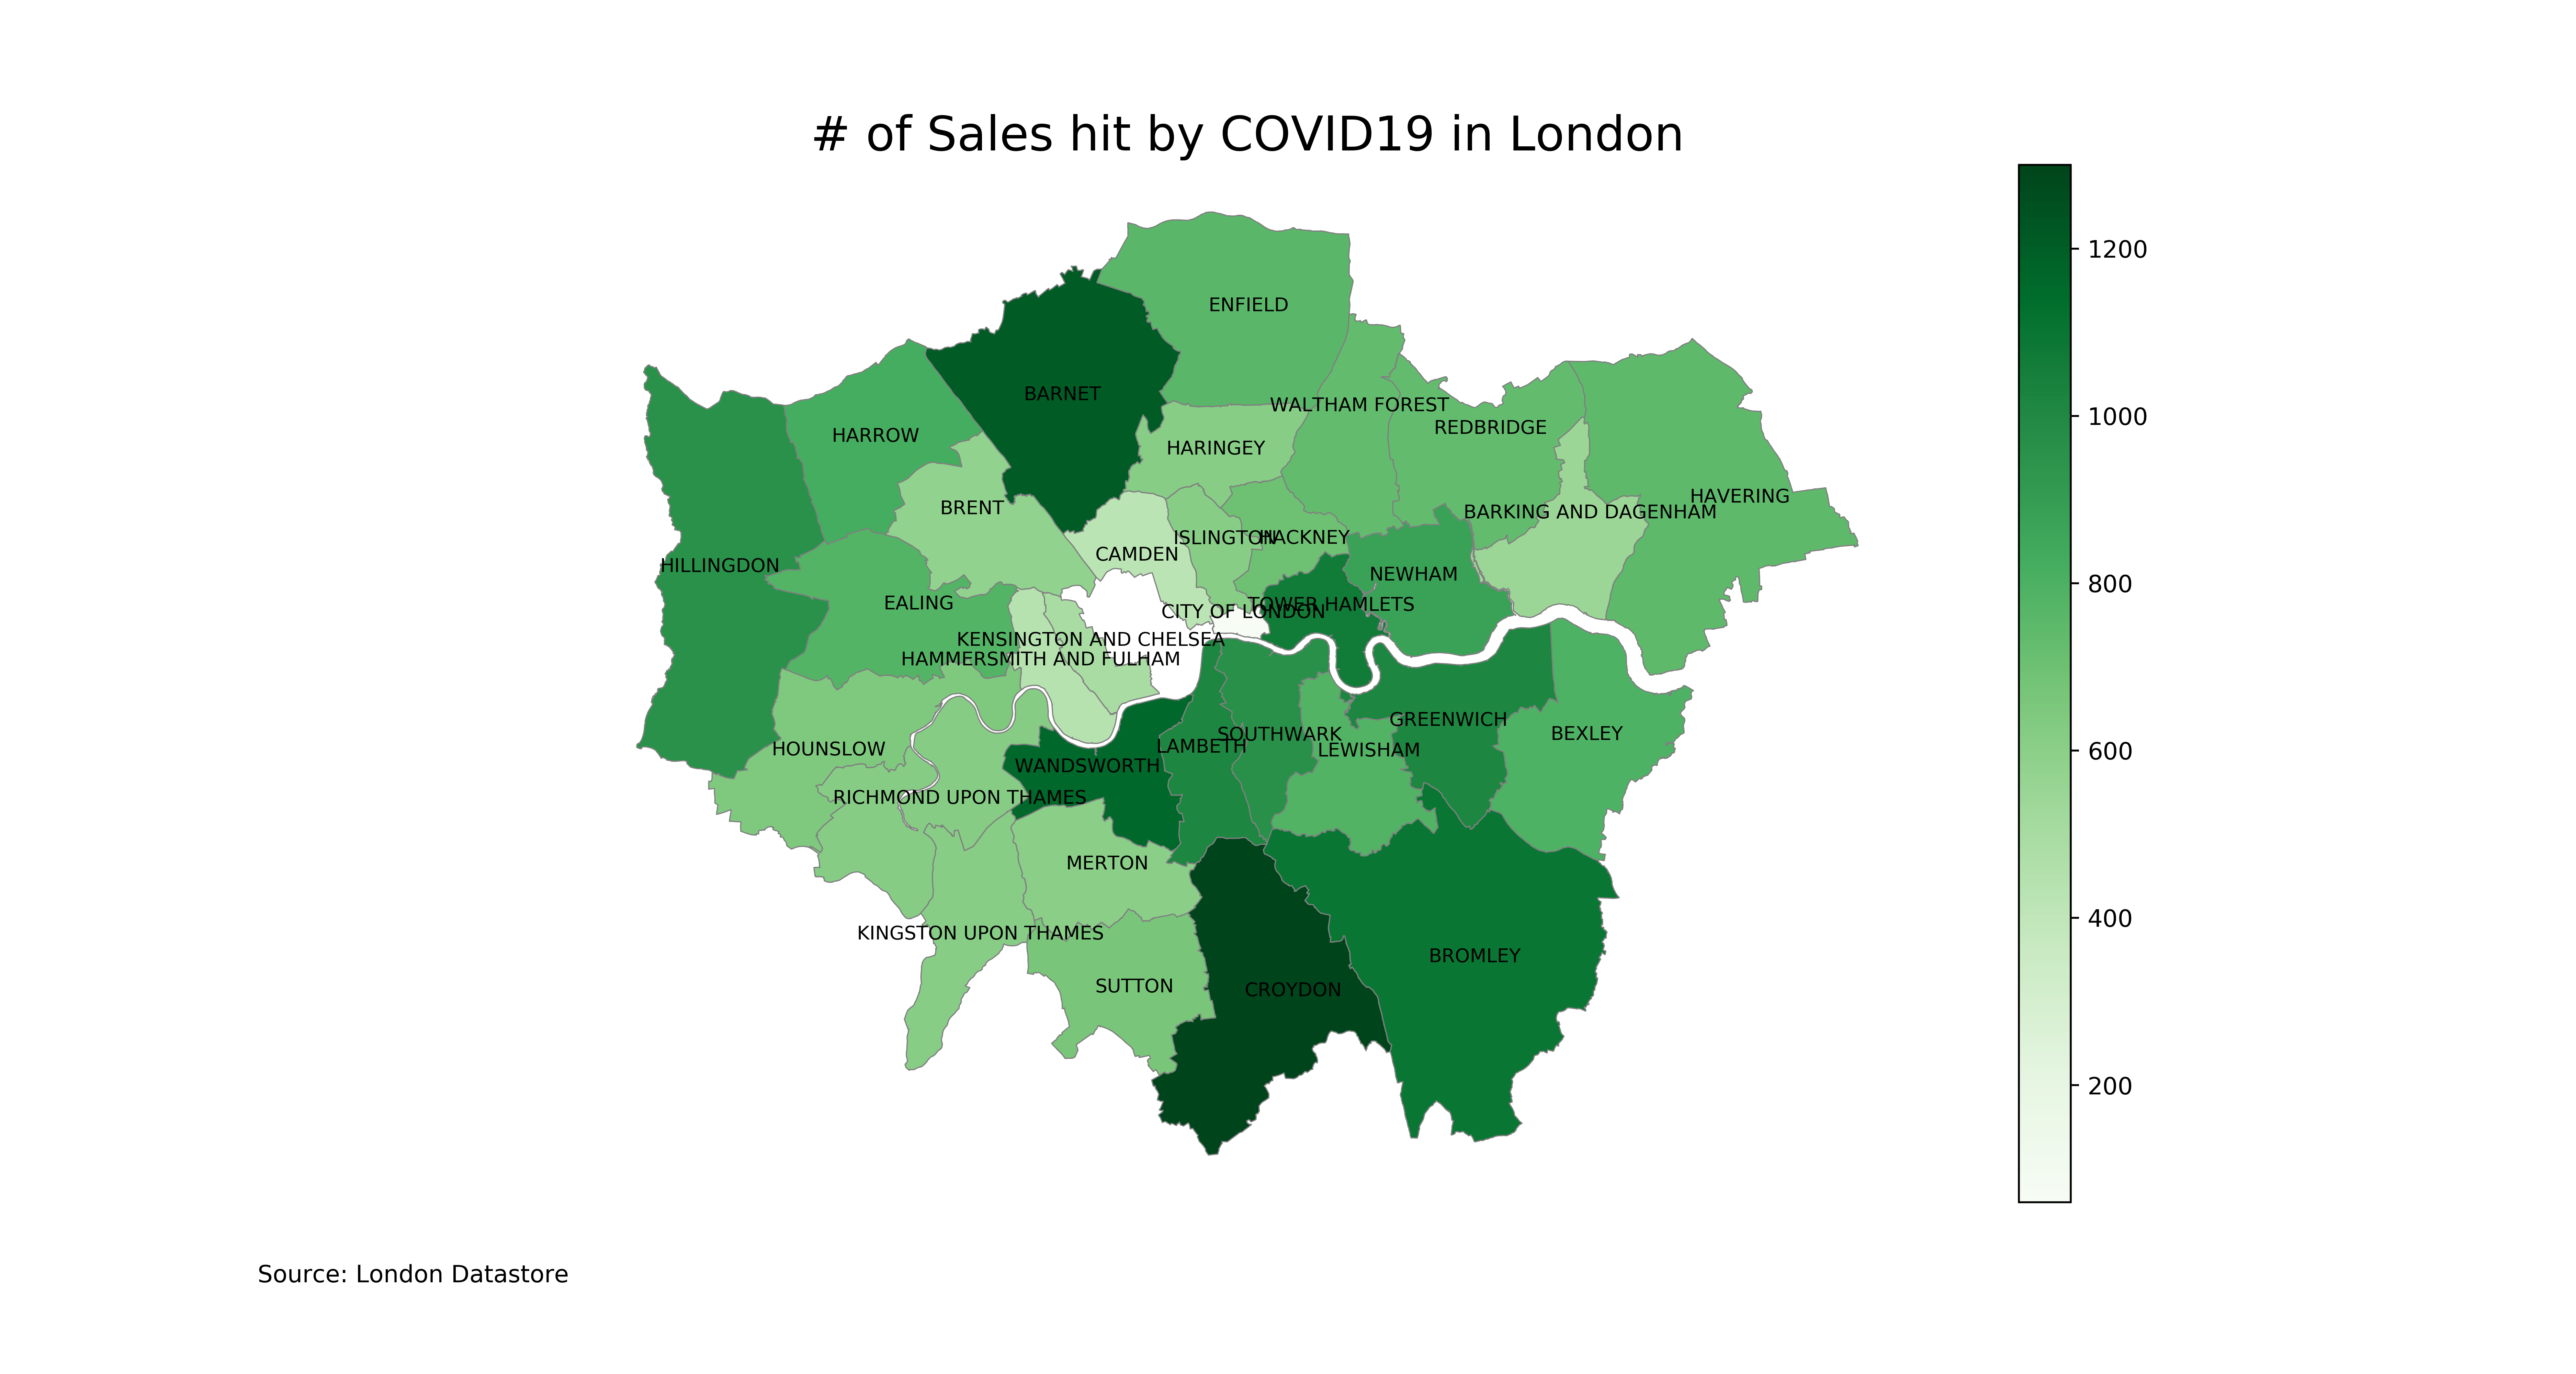 # of Sales hit by COVID19 in London
ENFIELD
BARNET
WALTHAM FOREST
REDBRIDGE
HARROW
HARINGEY
HAVERING
BRENT
BARKING AND DAGENHAM
ISLINGTON
HACKNEY
CAMDEN
HILLINGDON
NEWHAM
EALING
TOWER HAMLETS
CITY OF LONDON
KENSINGTON AND CHELSEA
HAMMERSMITH AND FULHAM
GREENWICH
SOUTHWARK
BEXLEY
LAMBETH
HOUNSLOW
LEWISHAM
WANDSWORTH
RICHMOND UPON THAMES
MERTON
KINGSTON UPON THAMES
BROMLEY
SUTTON
CROYDON
1200
1000
800
600
400
200
Source: London Datastore